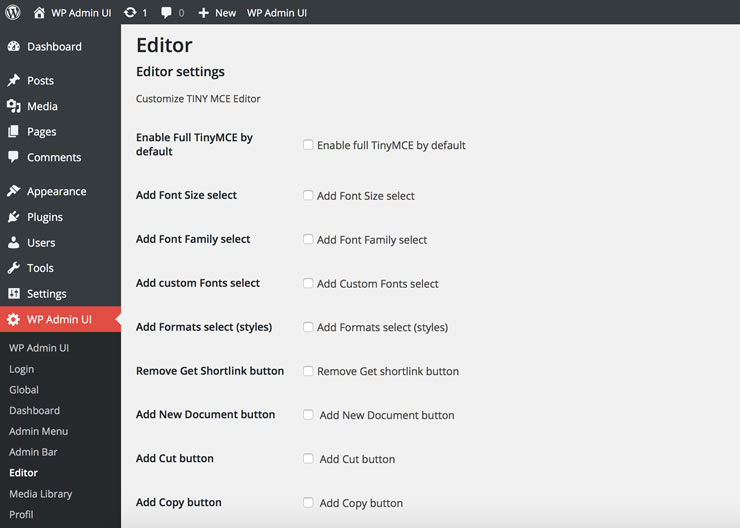 WP Admin UI 1 0 New WP Admin UI
Dashboard
Posts
Media
Pages
Comments
Appearance
Plugins
Users
Tools
Settings
WP Admin UI
WP Admin UI
Login
Global
Dashboard
Admin Menu
Admin Bar
Editor
Media Library
Profil
Editor
Editor settings
Customize TINY MCE Editor
Enable Full TinyMCE by
default
Enable full TinyMCE by default
Add Font Size select Add Font Size select
Add Font Family select Add Font Family select
Add custom Fonts select Add Custom Fonts select
Add Formats select (styles) Add Formats select (styles)
Remove Get Shortlink button Remove Get shortlink button
Add New Document button Add New Document button
Add Cut button Add Cut button
Add Copy button Add Copy button